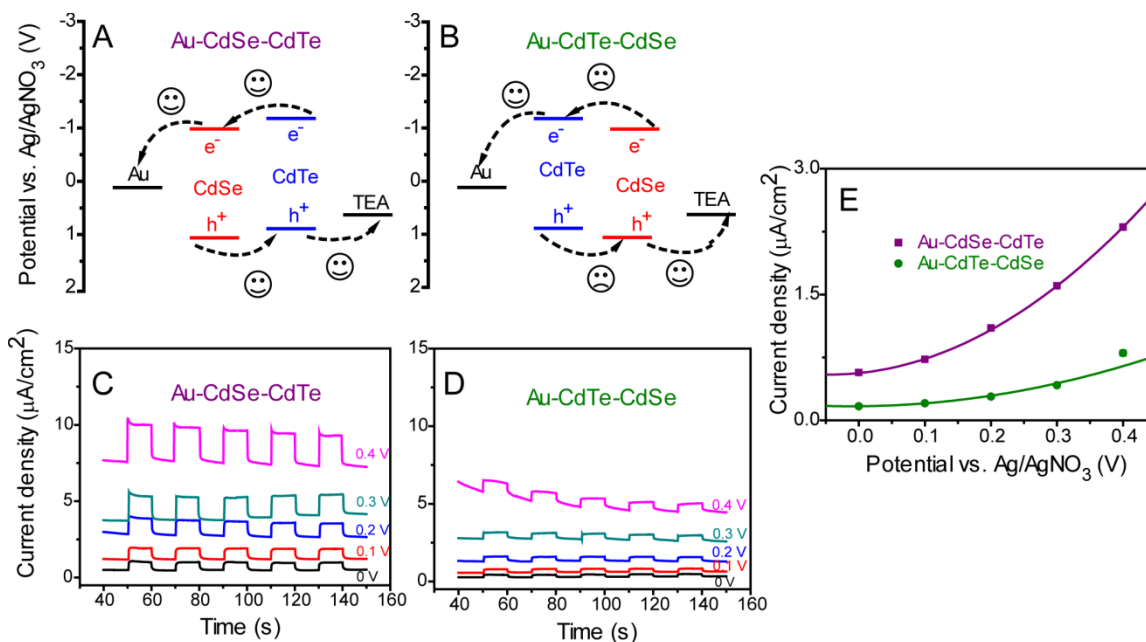 A
Au-CdSe-CdTe
Potential vs. Ag/AgNO3 (V)
-3
-2
-1
0
1
2
e-
e-
Au
CdSe
CdTe
h+
h+
TEA
B
Au-CdTe-CdSe
-3
-2
-1
0
1
2
e-
e-
Au
CdTe
CdSe
h+
h+
TEA
C
Au-CdSe-CdTe
Current density (μA/cm2)
15
10
5
0
0.4 V
0.3 V
0.2 V
0.1 V
0 V
40 60 80 100 120 140 160
Time (s)
D
Au-CdTe-CdSe
15
10
5
0
0.4 V
0.3 V
0.2 V
0.1 V
0 V
40 60 80 100 120 140 160
Time (s)
E
Current density (μA/cm2)
3.0
1.5
0.0
Au-CdSe-CdTe
Au-CdTe-CdSe
0.0 0.1 0.2 0.3 0.4
Potential vs. Ag/AgNO3 (V)